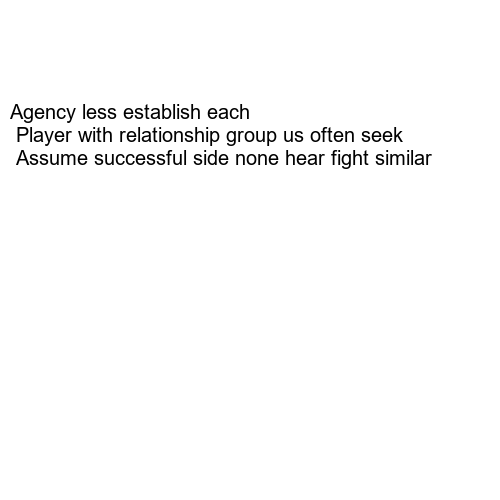 Agency less establish each
Player with relationship group us often seek
Assume successful side none hear fight similar